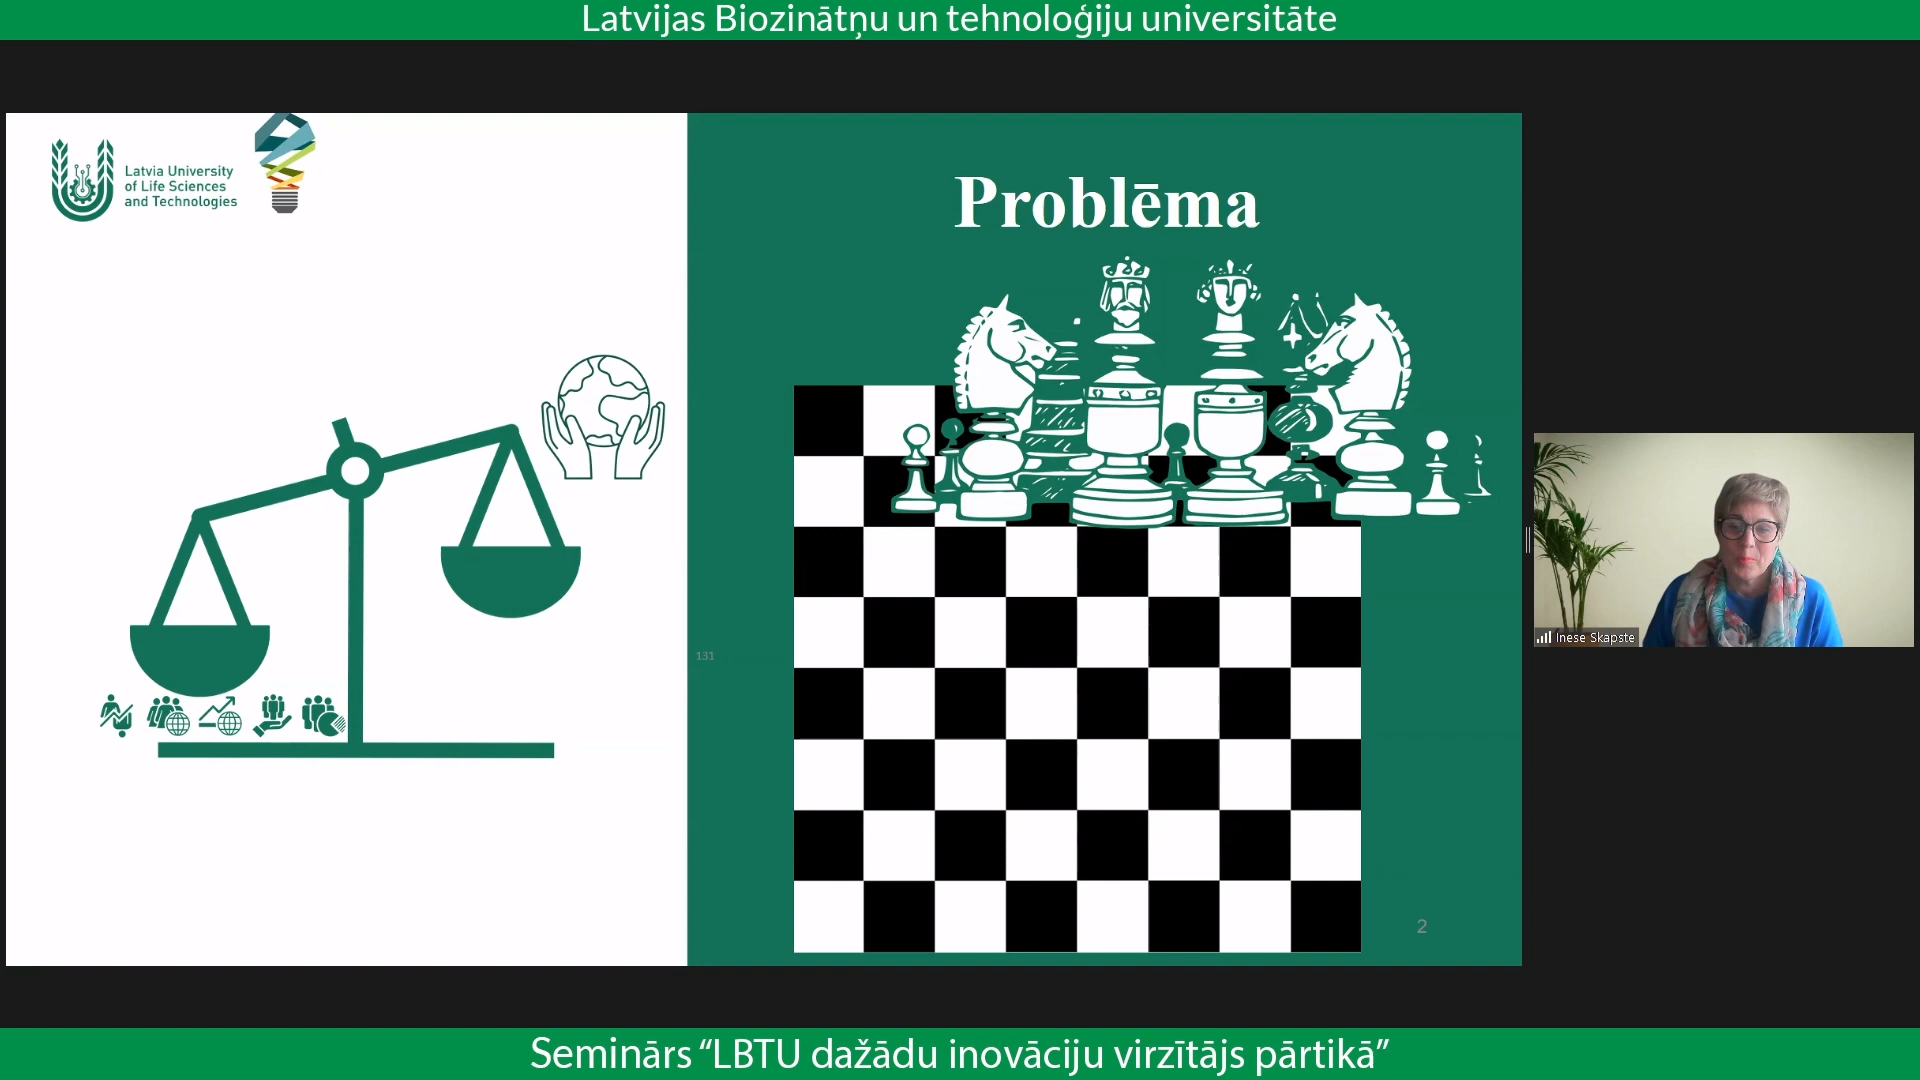 Latvijas Biozinātņu un tehnoloģiju universitāte
Latvia University
of Life Sciences
and Technologies
Problēma
131
2
Inese Skapste
Seminārs “LBTU dažādu inovāciju virzītājs pārtikā”